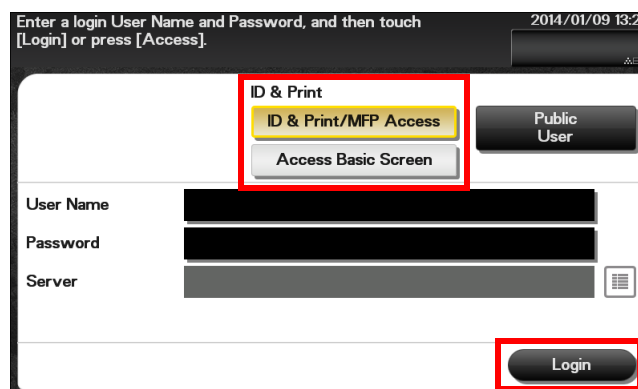 Enter a login User Name and Password, and then touch
[Login] or press [Access].
2014/01/09 13:2
ID & Print
ID & Print/MFP Access
Public
User
Access Basic Screen
User Name
Password
Server
Login